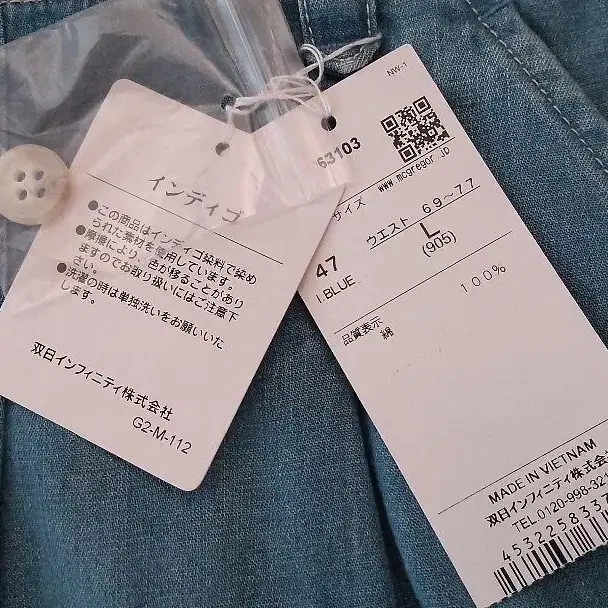 インディゴ
●この商品はインディゴ染料で染め
られた素材を使用しています。
●摩擦により、色が移ることがあり
ますのでお取り扱いにはご注意下
さい。
●洗濯の時は単独洗いをお願いいた
します。
双日インフィニティ株式会社
G2-M-112
NW-1
63103
www.mcgregor.jp
サイズ
ウエスト 69~77
L
(905)
47
I.BLUE
品質表示
綿 100%
MADE IN VIETNAM
双日インフィニティ株式会
TEL 0120-998-321
453225833